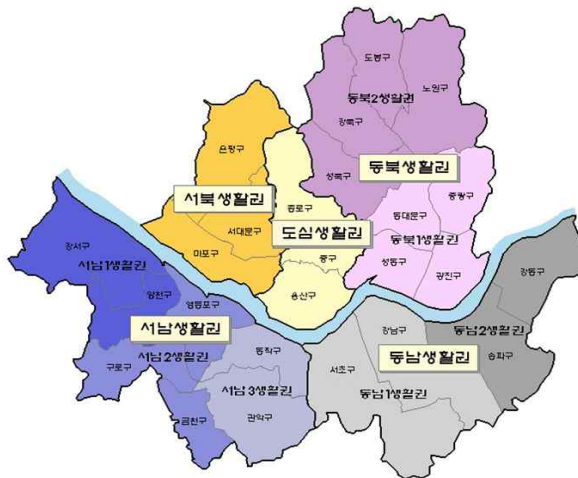 도봉구
노원구
동북2생활권
강북구
은평구
성북구
동북생활권
중랑구
서북생활권
종로구
동대문구
서대문구
도심생활권
동북1생활권
강서구
마포구
중구
성동구
서남1생활권
광진구
강동구
양천구
용산구
영등포구
서남생활권
강남구
동남2생활권
송파구
동작구
서남2생활권
동남생활권
구로구
서초구
서남3생활권
동남1생활권
금천구
관악구